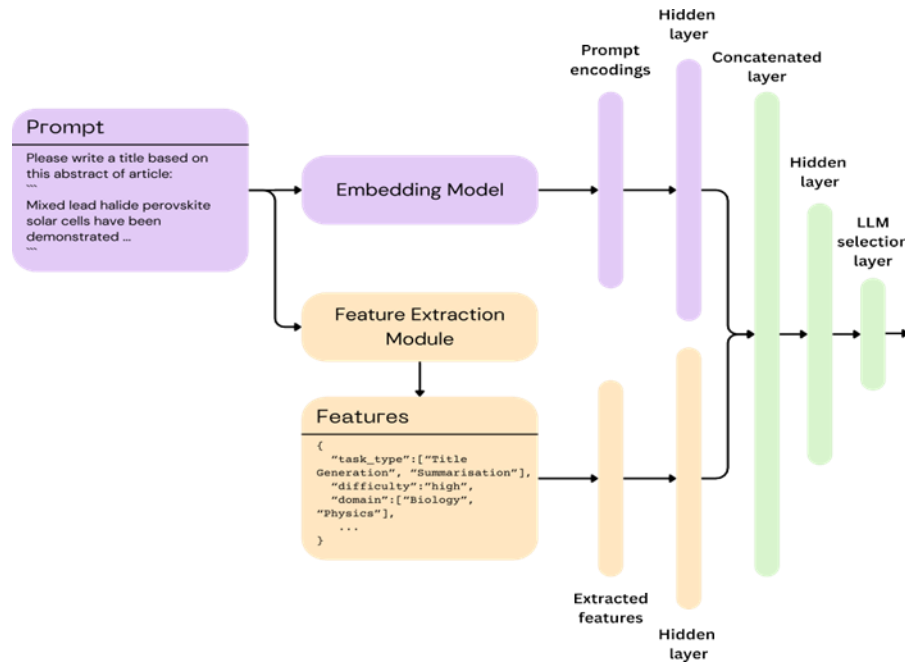 Prompt
Please write a title based on
this abstract of article:
```
Mixed lead halide perovskite
solar cells have been
demonstrated ...
```
Embedding Model
Prompt
encodings
Hidden
layer
Concatenated
layer
Hidden
layer
LLM
selection
layer
Feature Extraction
Module
Features
{
"task_type":["Title
Generation", "Summarisation"],
"difficulty":"high",
"domain":["Biology",
"Physics"],
...
}
Extracted
features
Hidden
layer